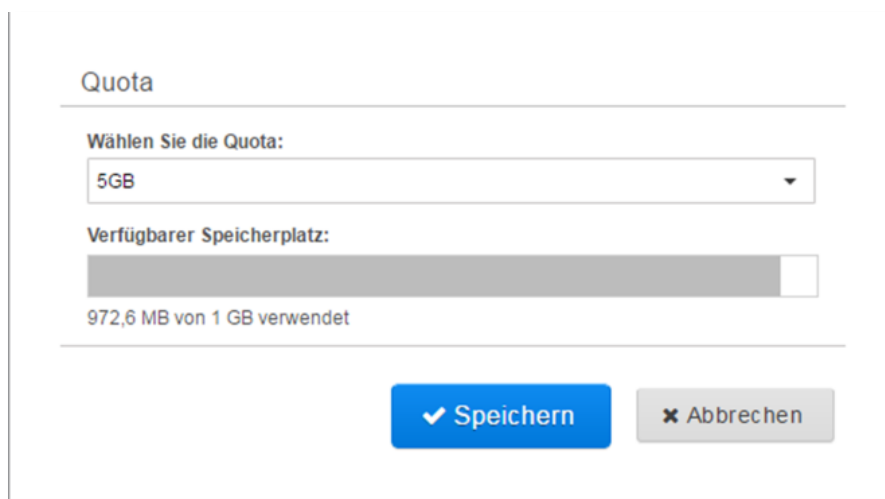 Quota
Wählen Sie die Quota:
5GB
Verfügbarer Speicherplatz:
972,6 MB von 1 GB verwendet
Speichern
Abbrechen